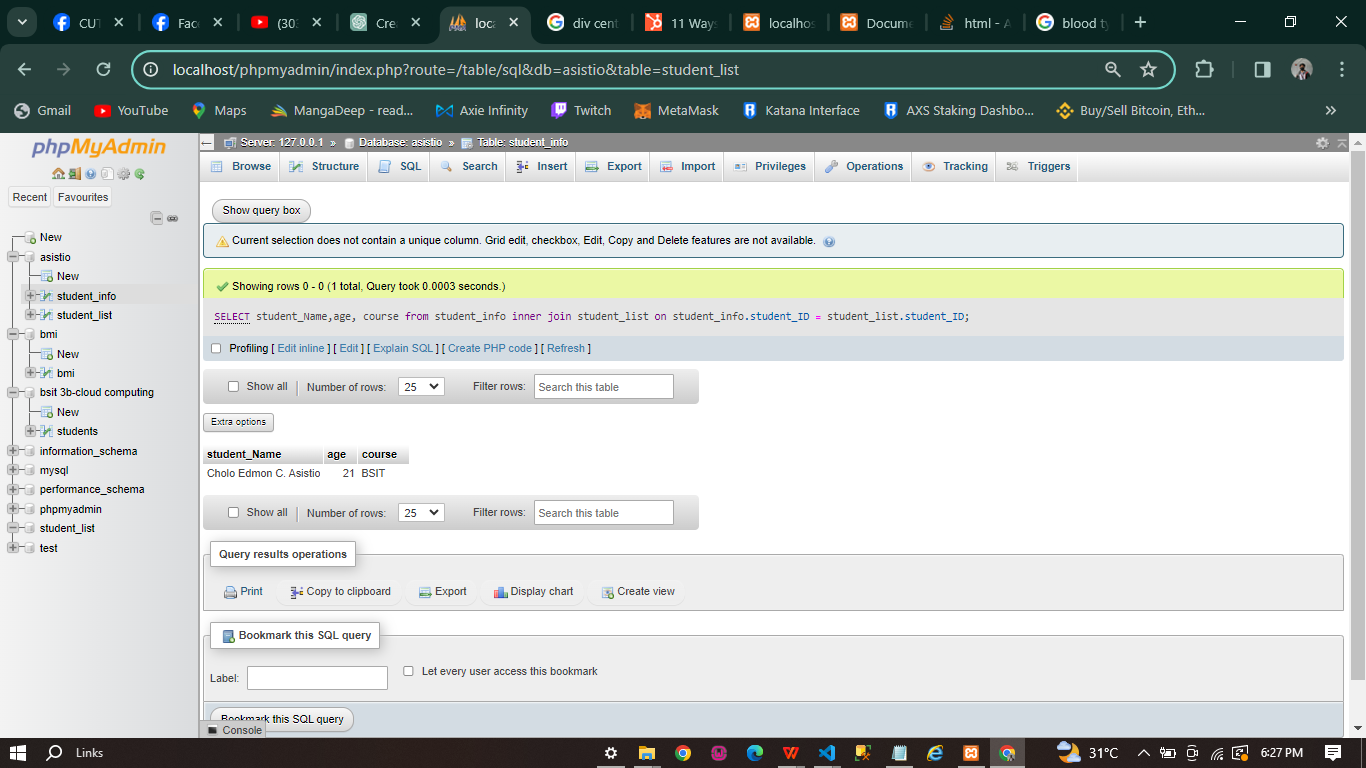 CUT
Fac
(30
Cre
loca
div cent
11 Ways
localhos
Docume
html - A
blood ty
localhost/phpmyadmin/index.php?route=/table/sql&db=asistio&table=student_list
Gmail YouTube Maps MangaDeep - read... Axie Infinity Twitch MetaMask Katana Interface AXS Staking Dashbo... Buy/Sell Bitcoin, Eth... »
phpMyAdmin
Recent Favourites
New
asistio
New
student_info
student_list
bmi
New
bmi
bsit 3b-cloud computing
New
students
information_schema
mysql
performance_schema
phpmyadmin
student_list
test
Server: 127.0.0.1 » Database: asistio » Table: student_info
Browse Structure SQL Search Insert Export Import Privileges Operations Tracking Triggers
Show query box
Current selection does not contain a unique column. Grid edit, checkbox, Edit, Copy and Delete features are not available.
Showing rows 0 - 0 (1 total, Query took 0.0003 seconds.)
SELECT student_Name,age, course from student_info inner join student_list on student_info.student_ID = student_list.student_ID;
Profiling [ Edit inline ] [ Edit ] [ Explain SQL ] [ Create PHP code ] [ Refresh ]
Show all | Number of rows: 25 Filter rows: Search this table
Extra options
student_Name age course
Cholo Edmon C. Asistio 21 BSIT
Show all | Number of rows: 25 Filter rows: Search this table
Query results operations
Print Copy to clipboard Export Display chart Create view
Bookmark this SQL query
Label: Let every user access this bookmark
Bookmark this SQL query
Console
Links 31°C 6:27 PM